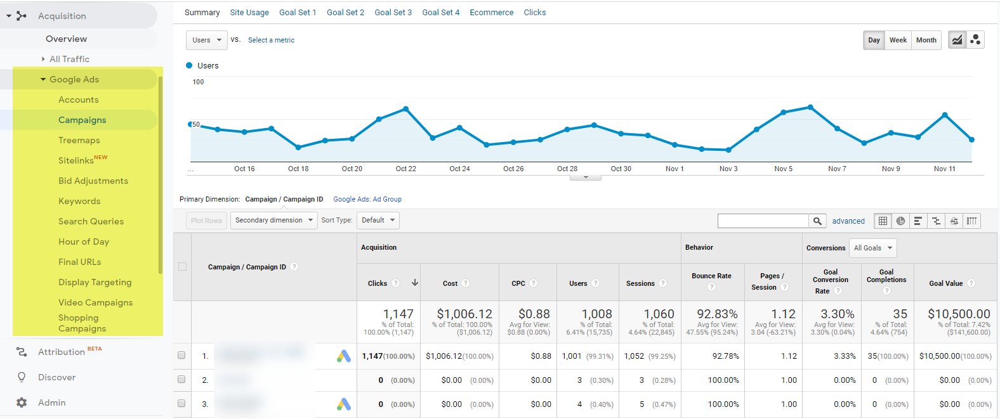 Acquisition
Overview
All Traffic
Google Ads
Accounts
Campaigns
Treemaps
Sitelinks NEW
Bid Adjustments
Keywords
Search Queries
Hour of Day
Final URLs
Display Targeting
Video Campaigns
Shopping
Campaigns
Attribution BETA
Discover
Admin
Summary Site Usage Goal Set 1 Goal Set 2 Goal Set 3 Goal Set 4 Ecommerce Clicks
Users vs. Select a metric Day Week Month
Users
100
50
... Oct 16 Oct 18 Oct 20 Oct 22 Oct 24 Oct 26 Oct 28 Oct 30 Nov 1 Nov 3 Nov 5 Nov 7 Nov 9 Nov 11
Primary Dimension: Campaign / Campaign ID Google Ads: Ad Group
Plot Rows Secondary dimension Sort Type: Default advanced
Campaign / Campaign ID ?
Acquisition Behavior Conversions All Goals
Clicks ? Cost ? CPC ? Users ? Sessions ? Bounce Rate ? Pages / Session ? Goal Conversion Rate ? Goal Completions ? Goal Value ?
1,147 $1,006.12 $0.88 1,008 1,060 92.83% 1.12 3.30% 35 $10,500.00
% of Total: % of Total: 100.00% Avg for View: % of Total: % of Total: Avg for View: Avg for View: Avg for View: % of Total: % of Total: 7.42%
100.00% (1,147) ($1,006.12) $0.88 (0.00%) 6.41% (15,735) 4.64% (22,845) 47.55% (95.24%) 3.04 (-63.21%) 3.30% (0.04%) 4.64% (754) ($141,600.00)
1. 1,147(100.00%) $1,006.12(100.00%) $0.88 1,001 (99.31%) 1,052 (99.25%) 92.78% 1.12 3.33% 35(100.00%) $10,500.00(100.00%)
2. 0 (0.00%) $0.00 (0.00%) $0.00 3 (0.30%) 3 (0.28%) 100.00% 1.00 0.00% 0 (0.00%) $0.00 (0.00%)
3. 0 (0.00%) $0.00 (0.00%) $0.00 4 (0.40%) 5 (0.47%) 100.00% 1.00 0.00% 0 (0.00%) $0.00 (0.00%)